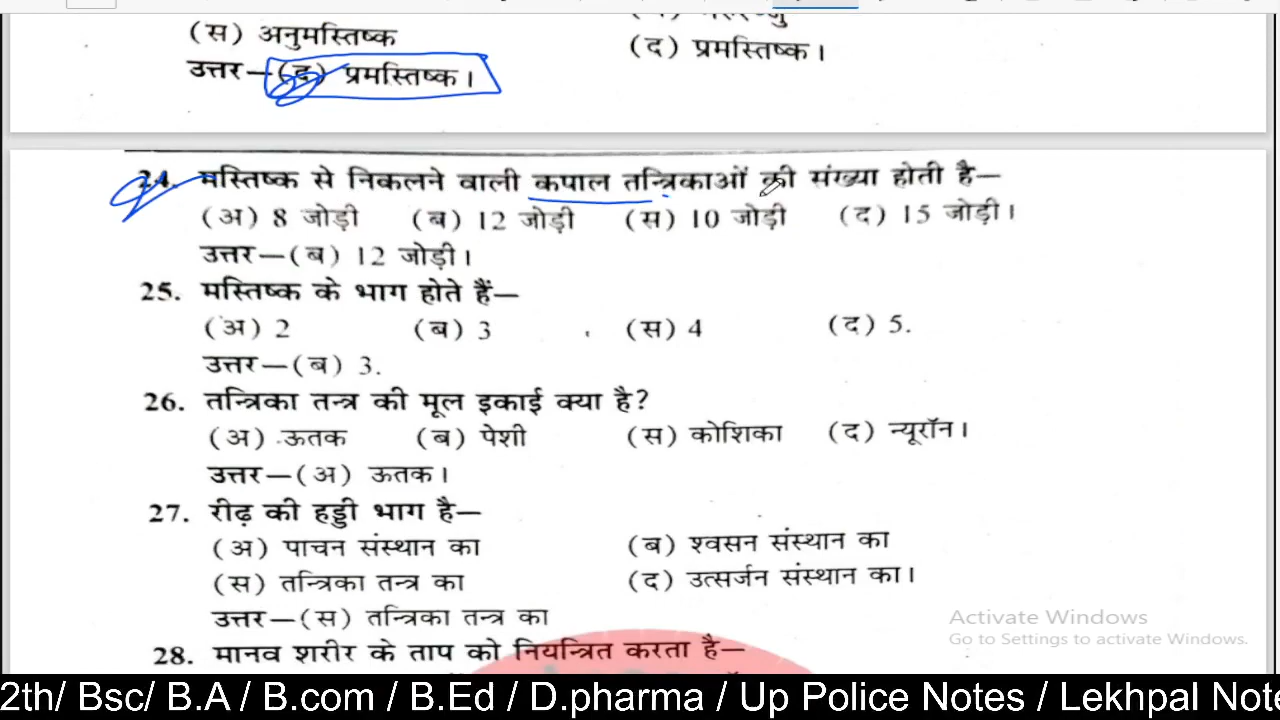 (स) अनुमस्तिष्क
(द) प्रमस्तिष्क।
उत्तर—(द) प्रमस्तिष्क।
24. मस्तिष्क से निकलने वाली कपाल तन्त्रिकाओं की संख्या होती है—
(अ) 8 जोड़ी (ब) 12 जोड़ी (स) 10 जोड़ी (द) 15 जोड़ी।
उत्तर—(ब) 12 जोड़ी।
25. मस्तिष्क के भाग होते हैं—
(अ) 2 (ब) 3 (स) 4 (द) 5.
उत्तर—(ब) 3.
26. तन्त्रिका तन्त्र की मूल इकाई क्या है?
(अ) ऊतक (ब) पेशी (स) कोशिका (द) न्यूरॉन।
उत्तर—(अ) ऊतक।
27. रीढ़ की हड्डी भाग है—
(अ) पाचन संस्थान का (ब) श्वसन संस्थान का
(स) तन्त्रिका तन्त्र का (द) उत्सर्जन संस्थान का।
उत्तर—(स) तन्त्रिका तन्त्र का
28. मानव शरीर के ताप को नियन्त्रित करता है—
Activate Windows
Go to Settings to activate Windows.
2th/ Bsc/ B.A / B.com / B.Ed / D.pharma / Up Police Notes / Lekhpal Note